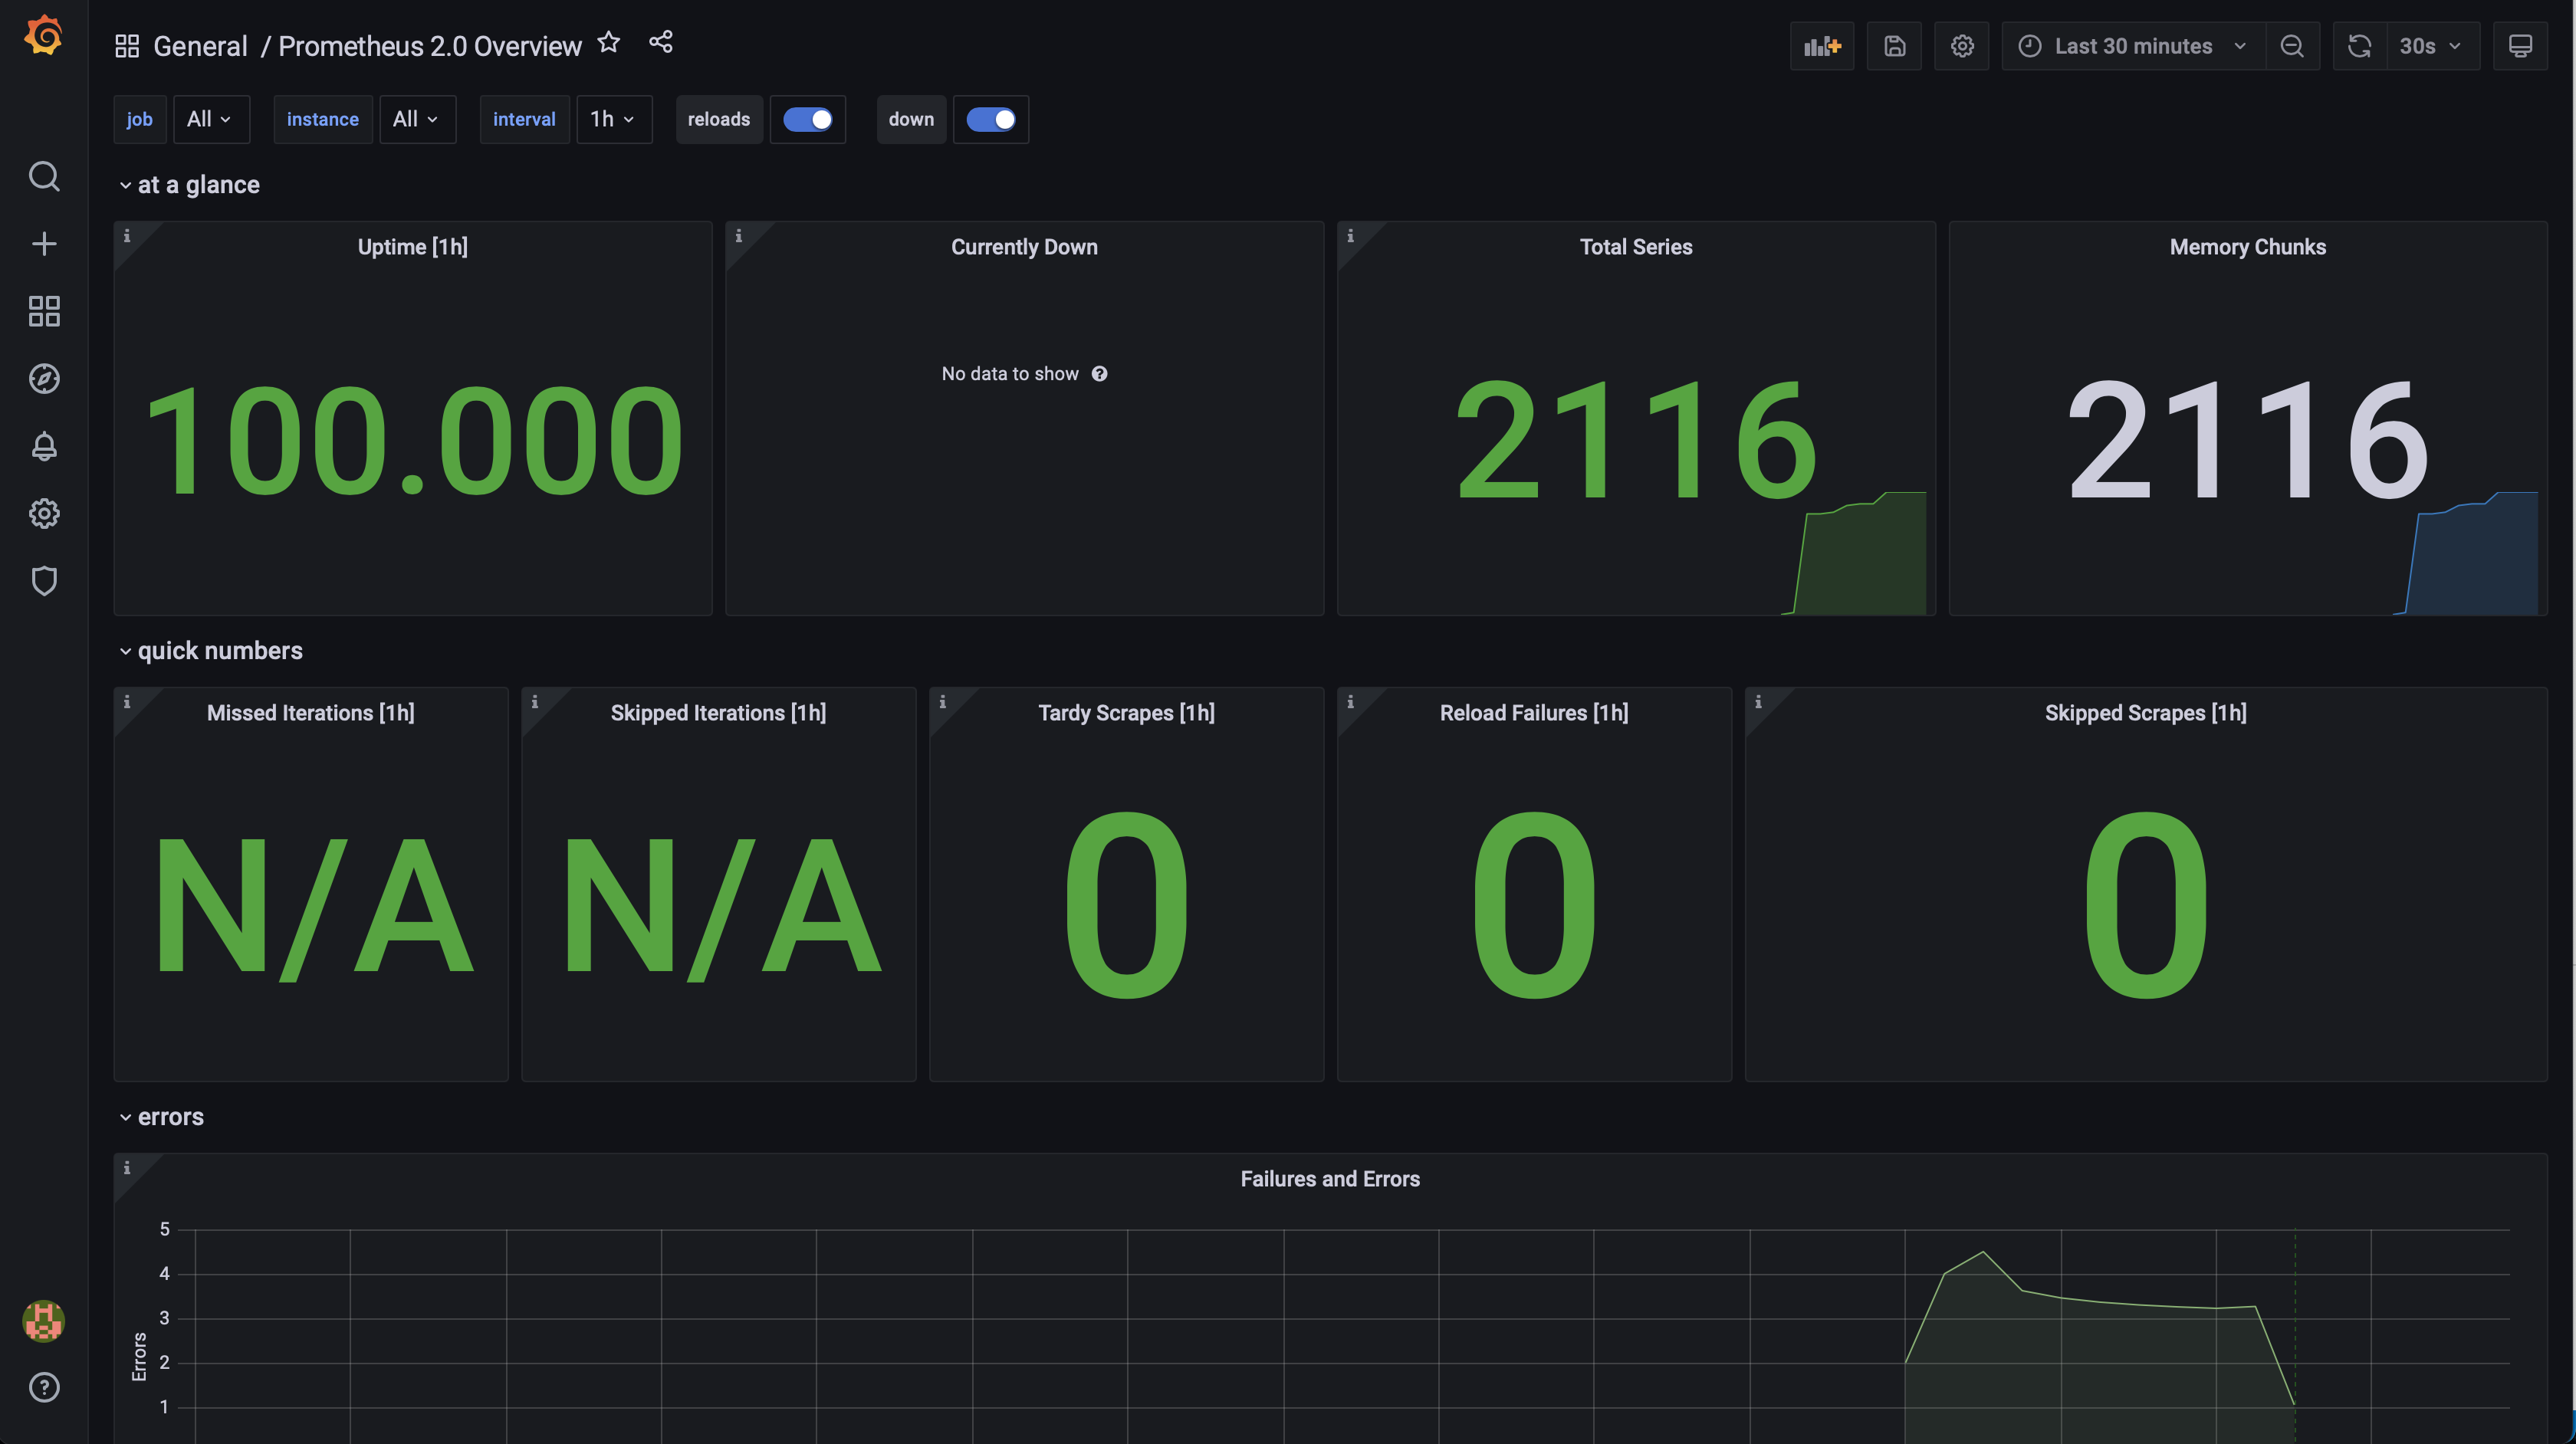 General / Prometheus 2.0 Overview
Last 30 minutes
30s
job All instance All interval 1h reloads down
at a glance
Uptime [1h]
Currently Down
Total Series
Memory Chunks
100.000
No data to show
2116
2116
quick numbers
Missed Iterations [1h]
Skipped Iterations [1h]
Tardy Scrapes [1h]
Reload Failures [1h]
Skipped Scrapes [1h]
N/A
N/A
0
0
0
errors
Failures and Errors
5
4
3
2
1
Errors